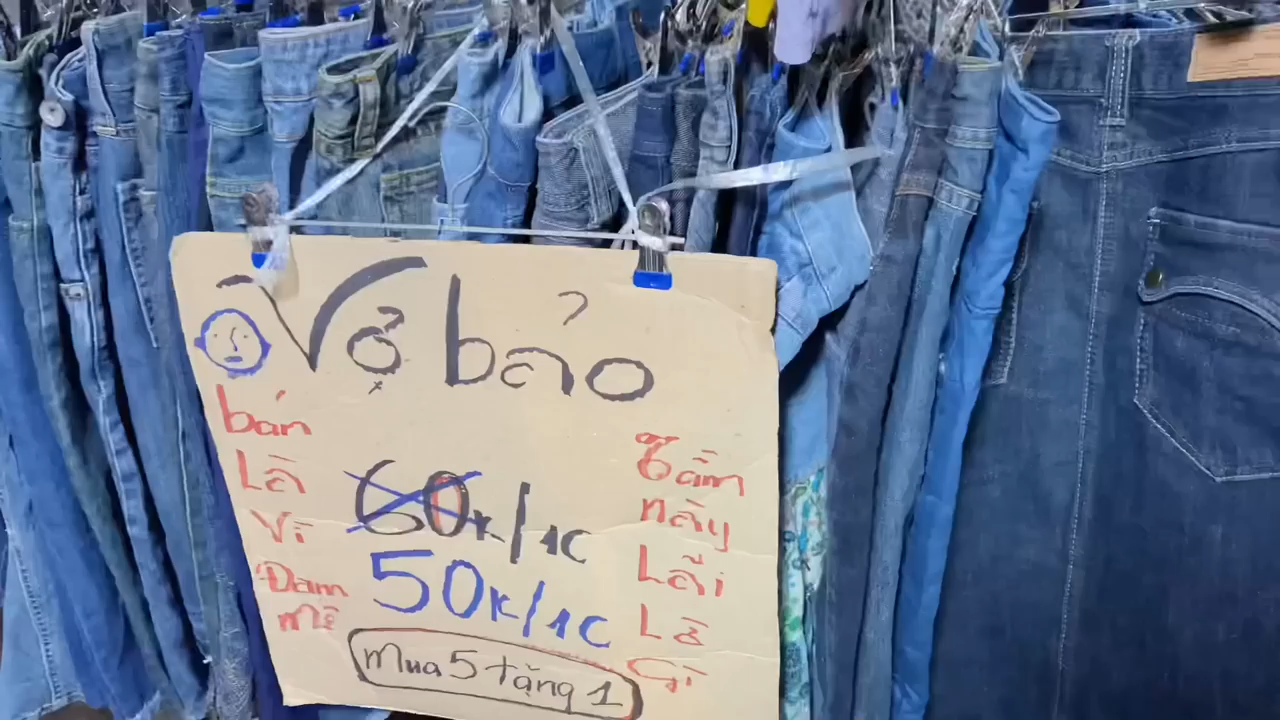 Vợ bảo
bán
Là
Vì
Đam
mê
60k/1C
50k/1C
mua 5 tặng 1
Tầm
này
Lãi
Là
Gì